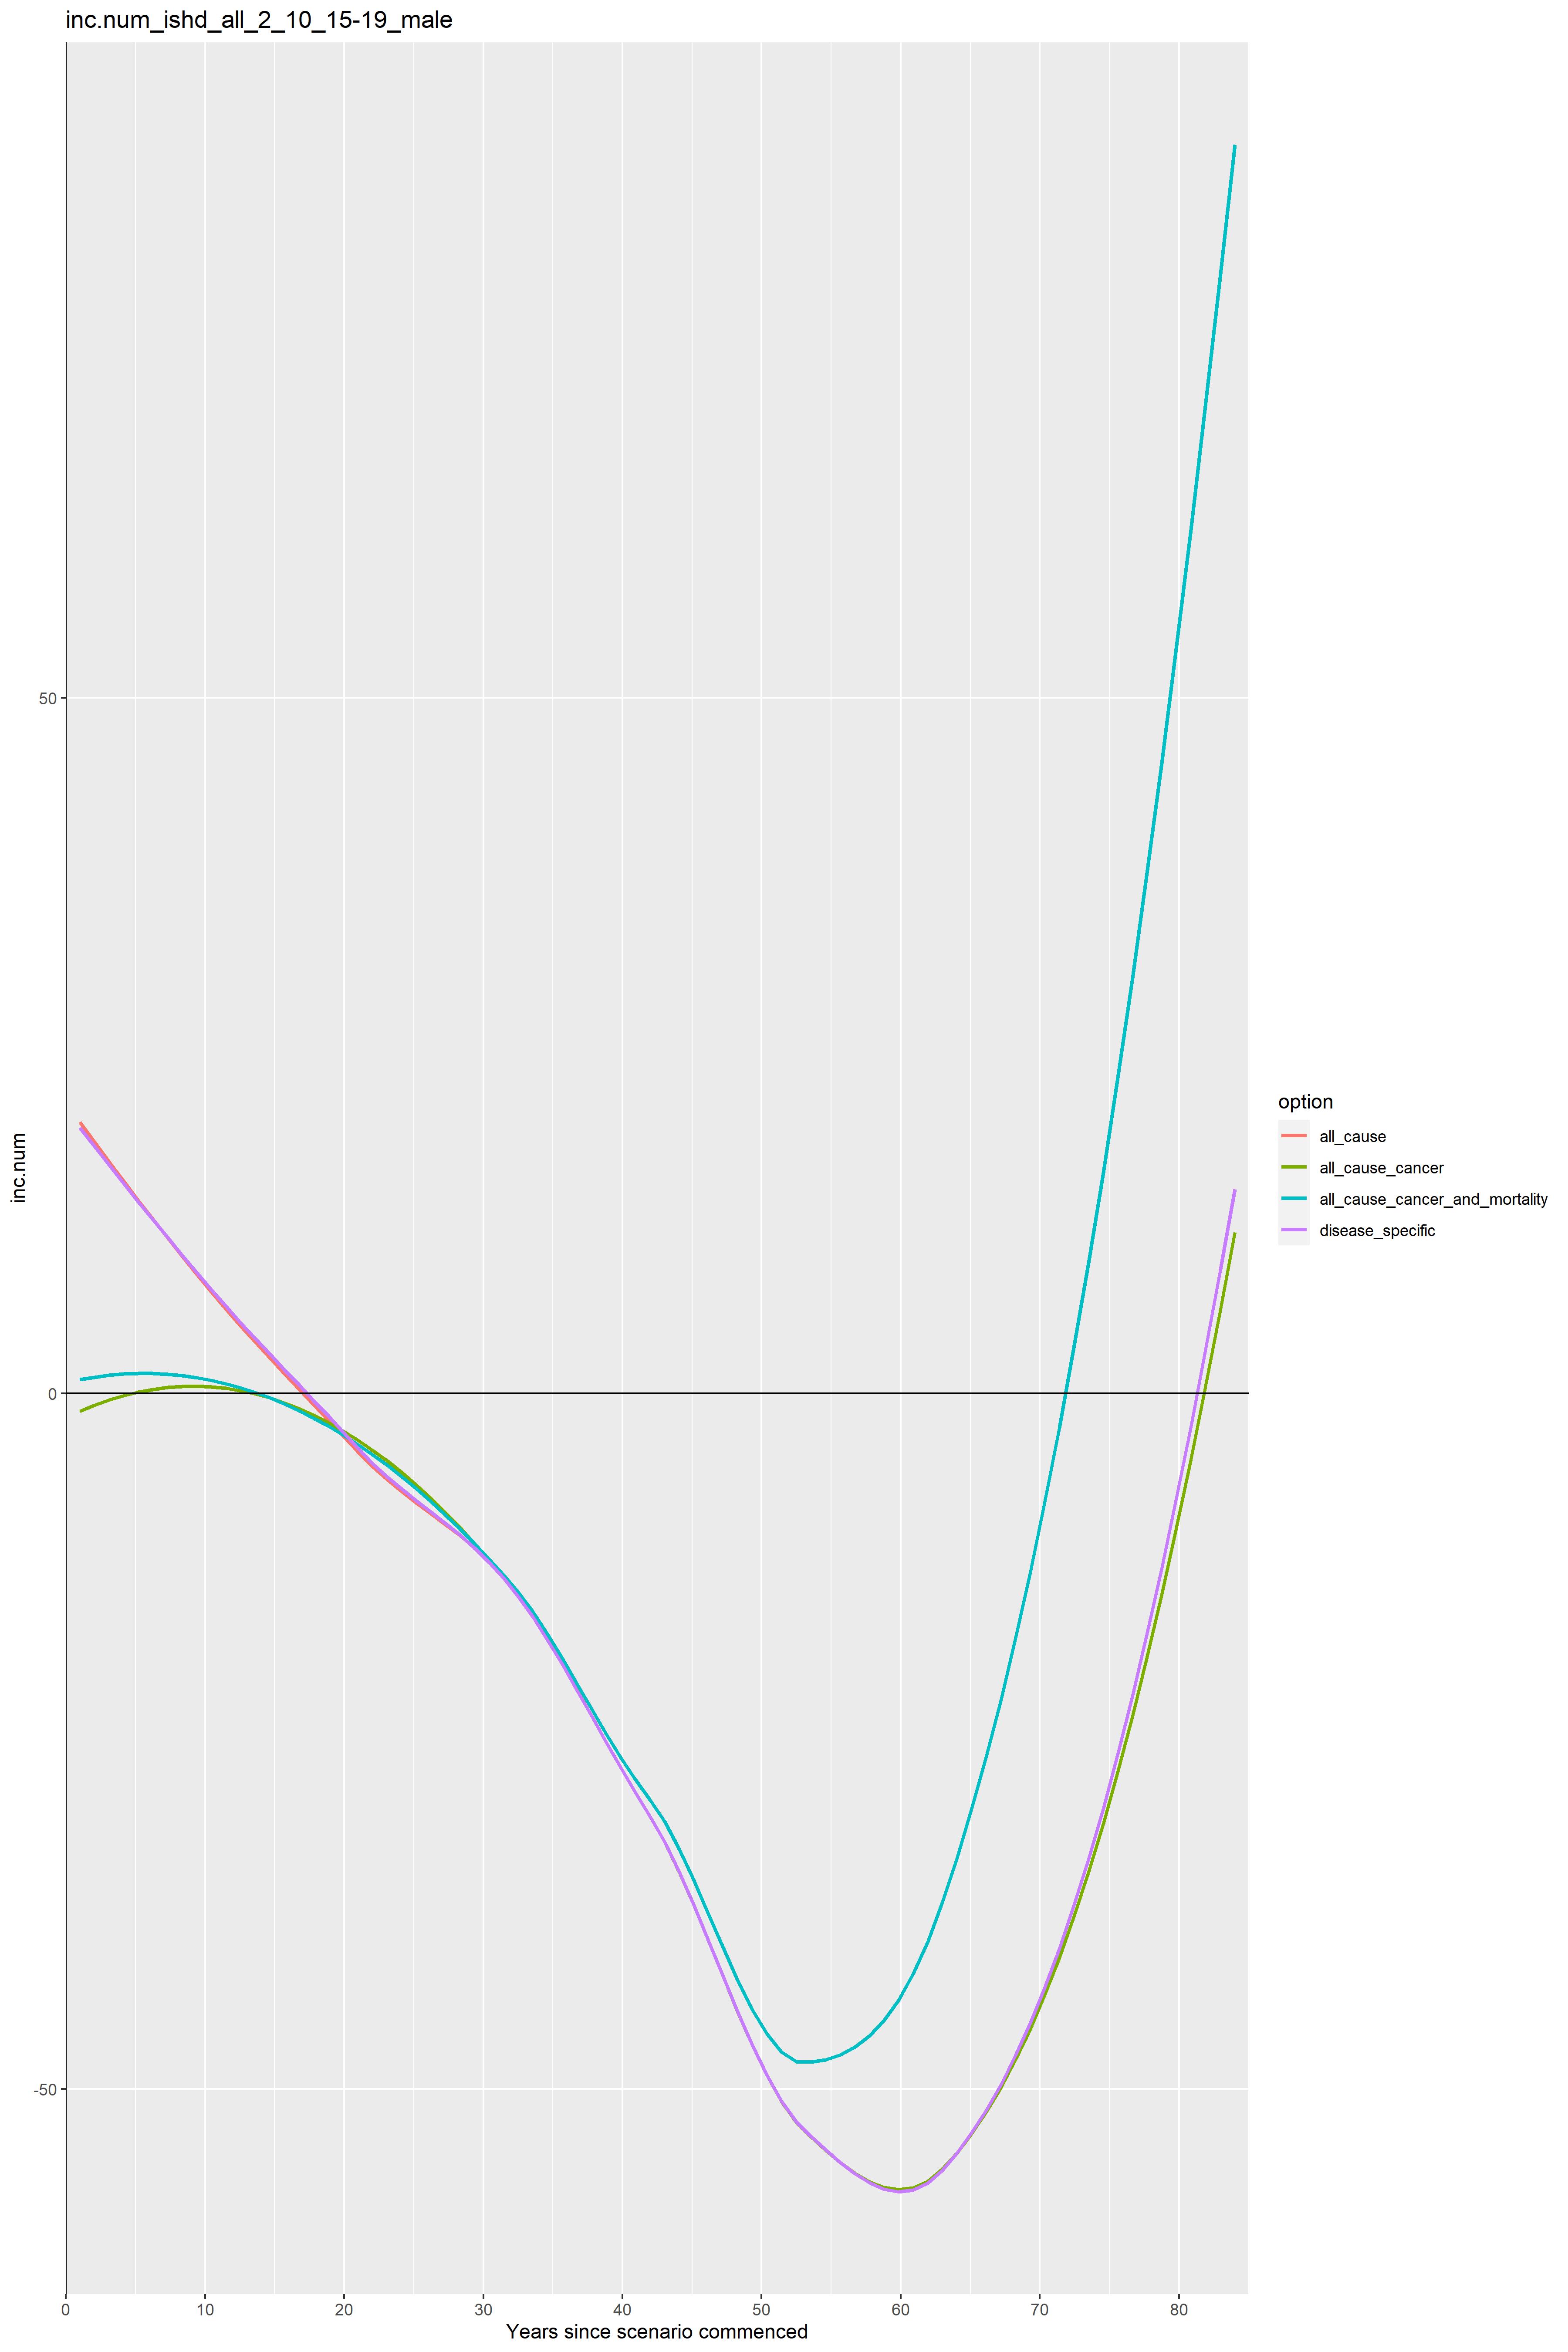 inc.num_ishd_all_2_10_15-19_male
inc.num
50
0
-50
0 10 20 30 40 50 60 70 80
Years since scenario commenced
option
all_cause
all_cause_cancer
all_cause_cancer_and_mortality
disease_specific